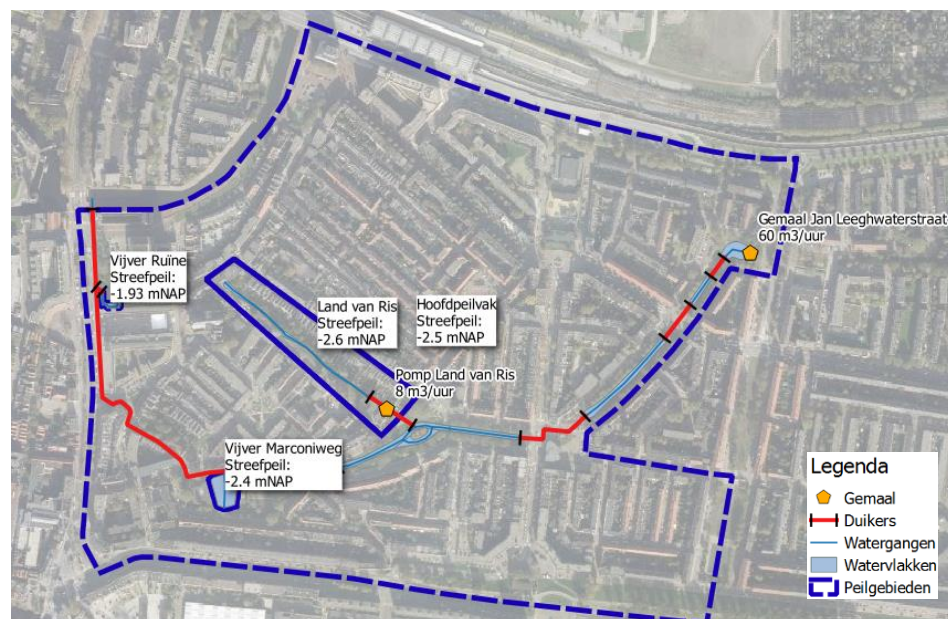 Gemaal Jan Leeghwaterstraat
60 m3/uur
Vijver Ruïne
Streefpeil:
-1.93 mNAP
Land van Ris
Streefpeil:
-2.6 mNAP
Hoofdpeilvak
Streefpeil:
-2.5 mNAP
Pomp Land van Ris
8 m3/uur
Vijver Marconiweg
Streefpeil:
-2.4 mNAP
Legenda
Gemaal
Duikers
Watergangen
Watervlakken
Peilgebieden